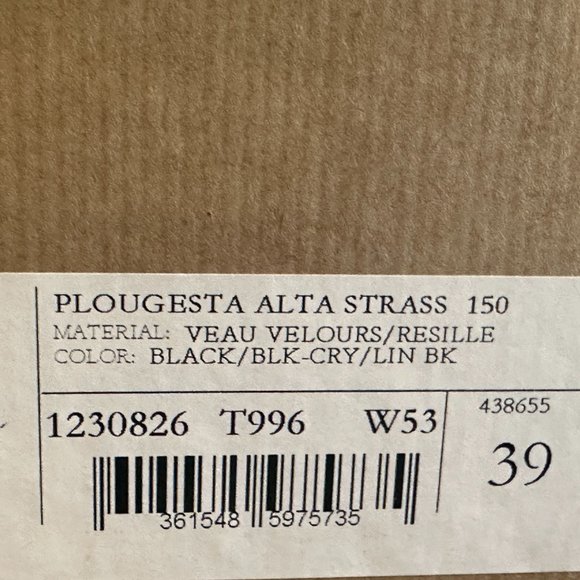 PLOUGESTA ALTA STRASS 150
MATERIAL: VEAU VELOURS/RESILLE
COLOR: BLACK/BLK-CRY/LIN BK
1230826 T996 W53
438655
39
361548 5975735